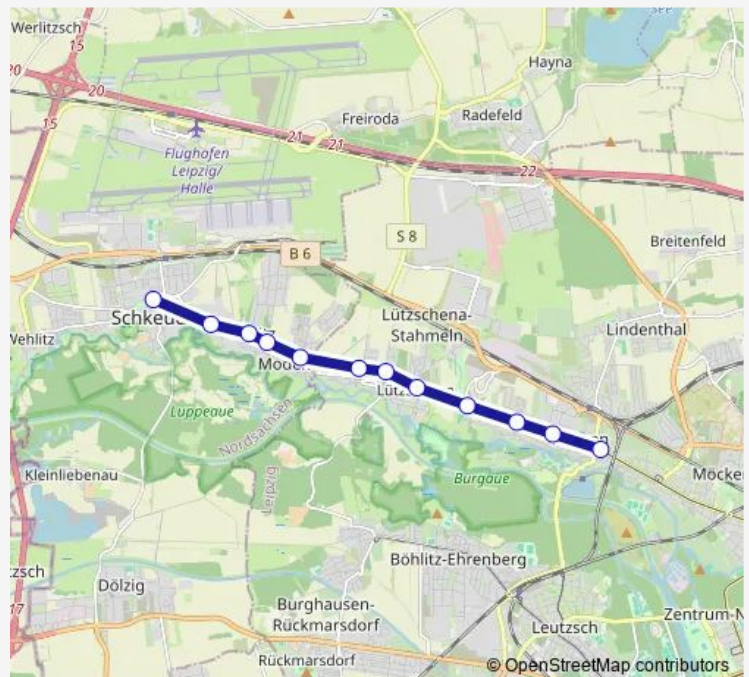 Werlitzsch
15
20
20
15
Hayna
Freiroda
Radefeld
Flughafen
Leipzig/
Halle
21
21
22
S 8
B 6
Breitenfeld
Lützschena-
Stahmeln
Lindenthal
Luppeaue
Nordsachsen
Leipzig
Kleinliebenau
Burgaue
Böhlitz-Ehrenberg
Dölzig
17
Burghausen-
Rückmarsdorf
Leutzsch
Rückmarsdorf
© OpenStreetMap contributors